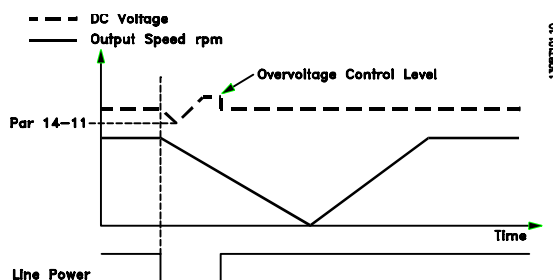 DC Voltage
Output Speed rpm
Overvoltage Control Level
Par 14-11
Time
Line Power